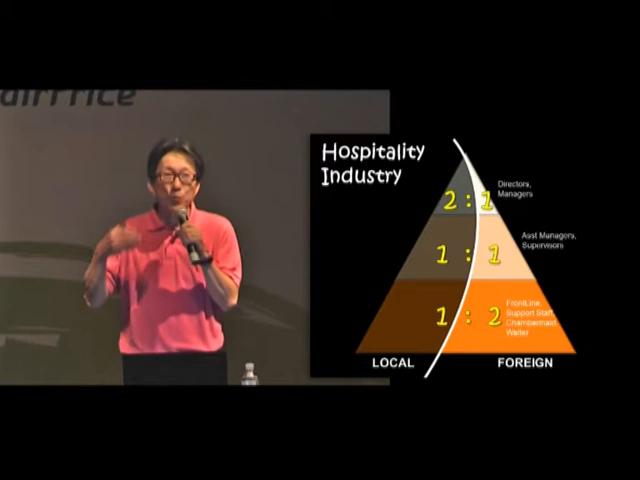 airPrice
Hospitality
Industry
2 : 1
Directors,
Managers
1 : 1
Asst Managers,
Supervisors
1 : 2
FrontLine,
Support Staff,
Chambermaid
Waiter
LOCAL
FOREIGN